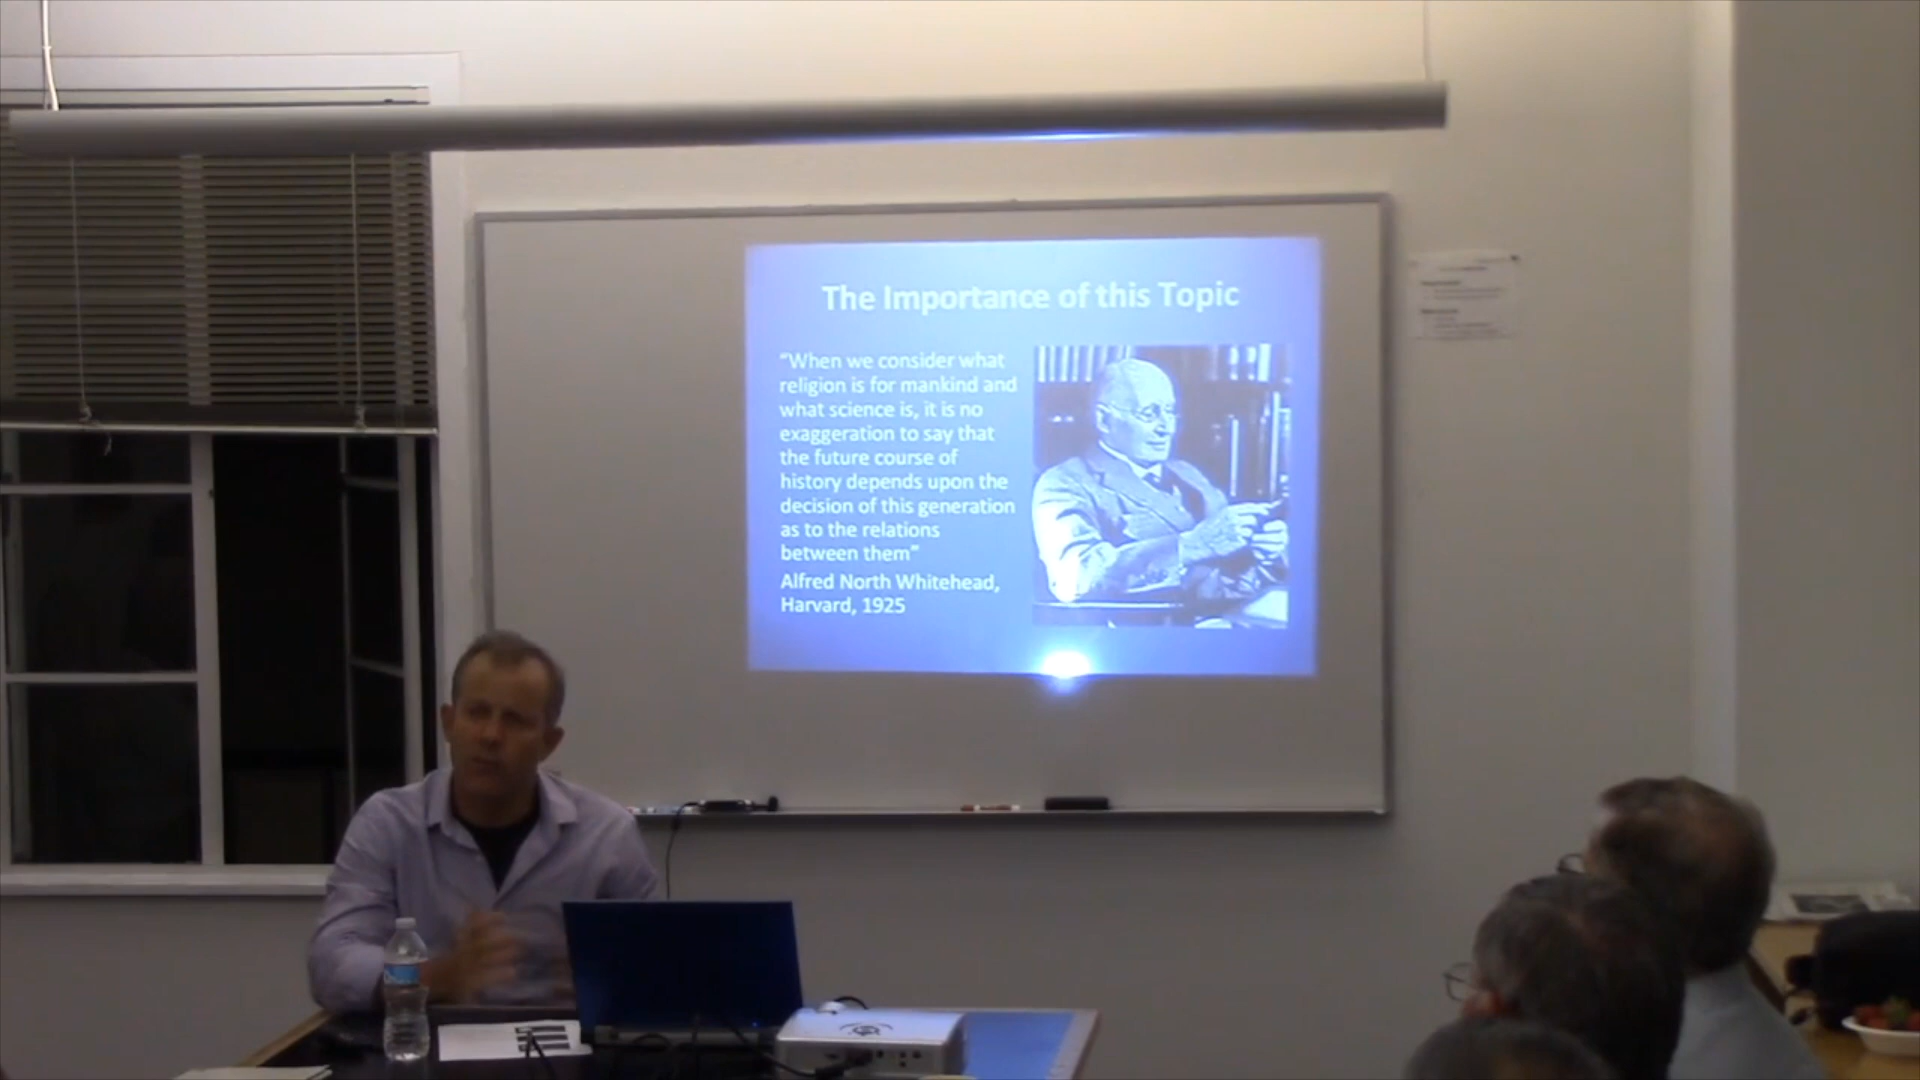 The Importance of this Topic
“When we consider what
religion is for mankind and
what science is, it is no
exaggeration to say that
the future course of
history depends upon the
decision of this generation
as to the relations
between them”
Alfred North Whitehead,
Harvard, 1925